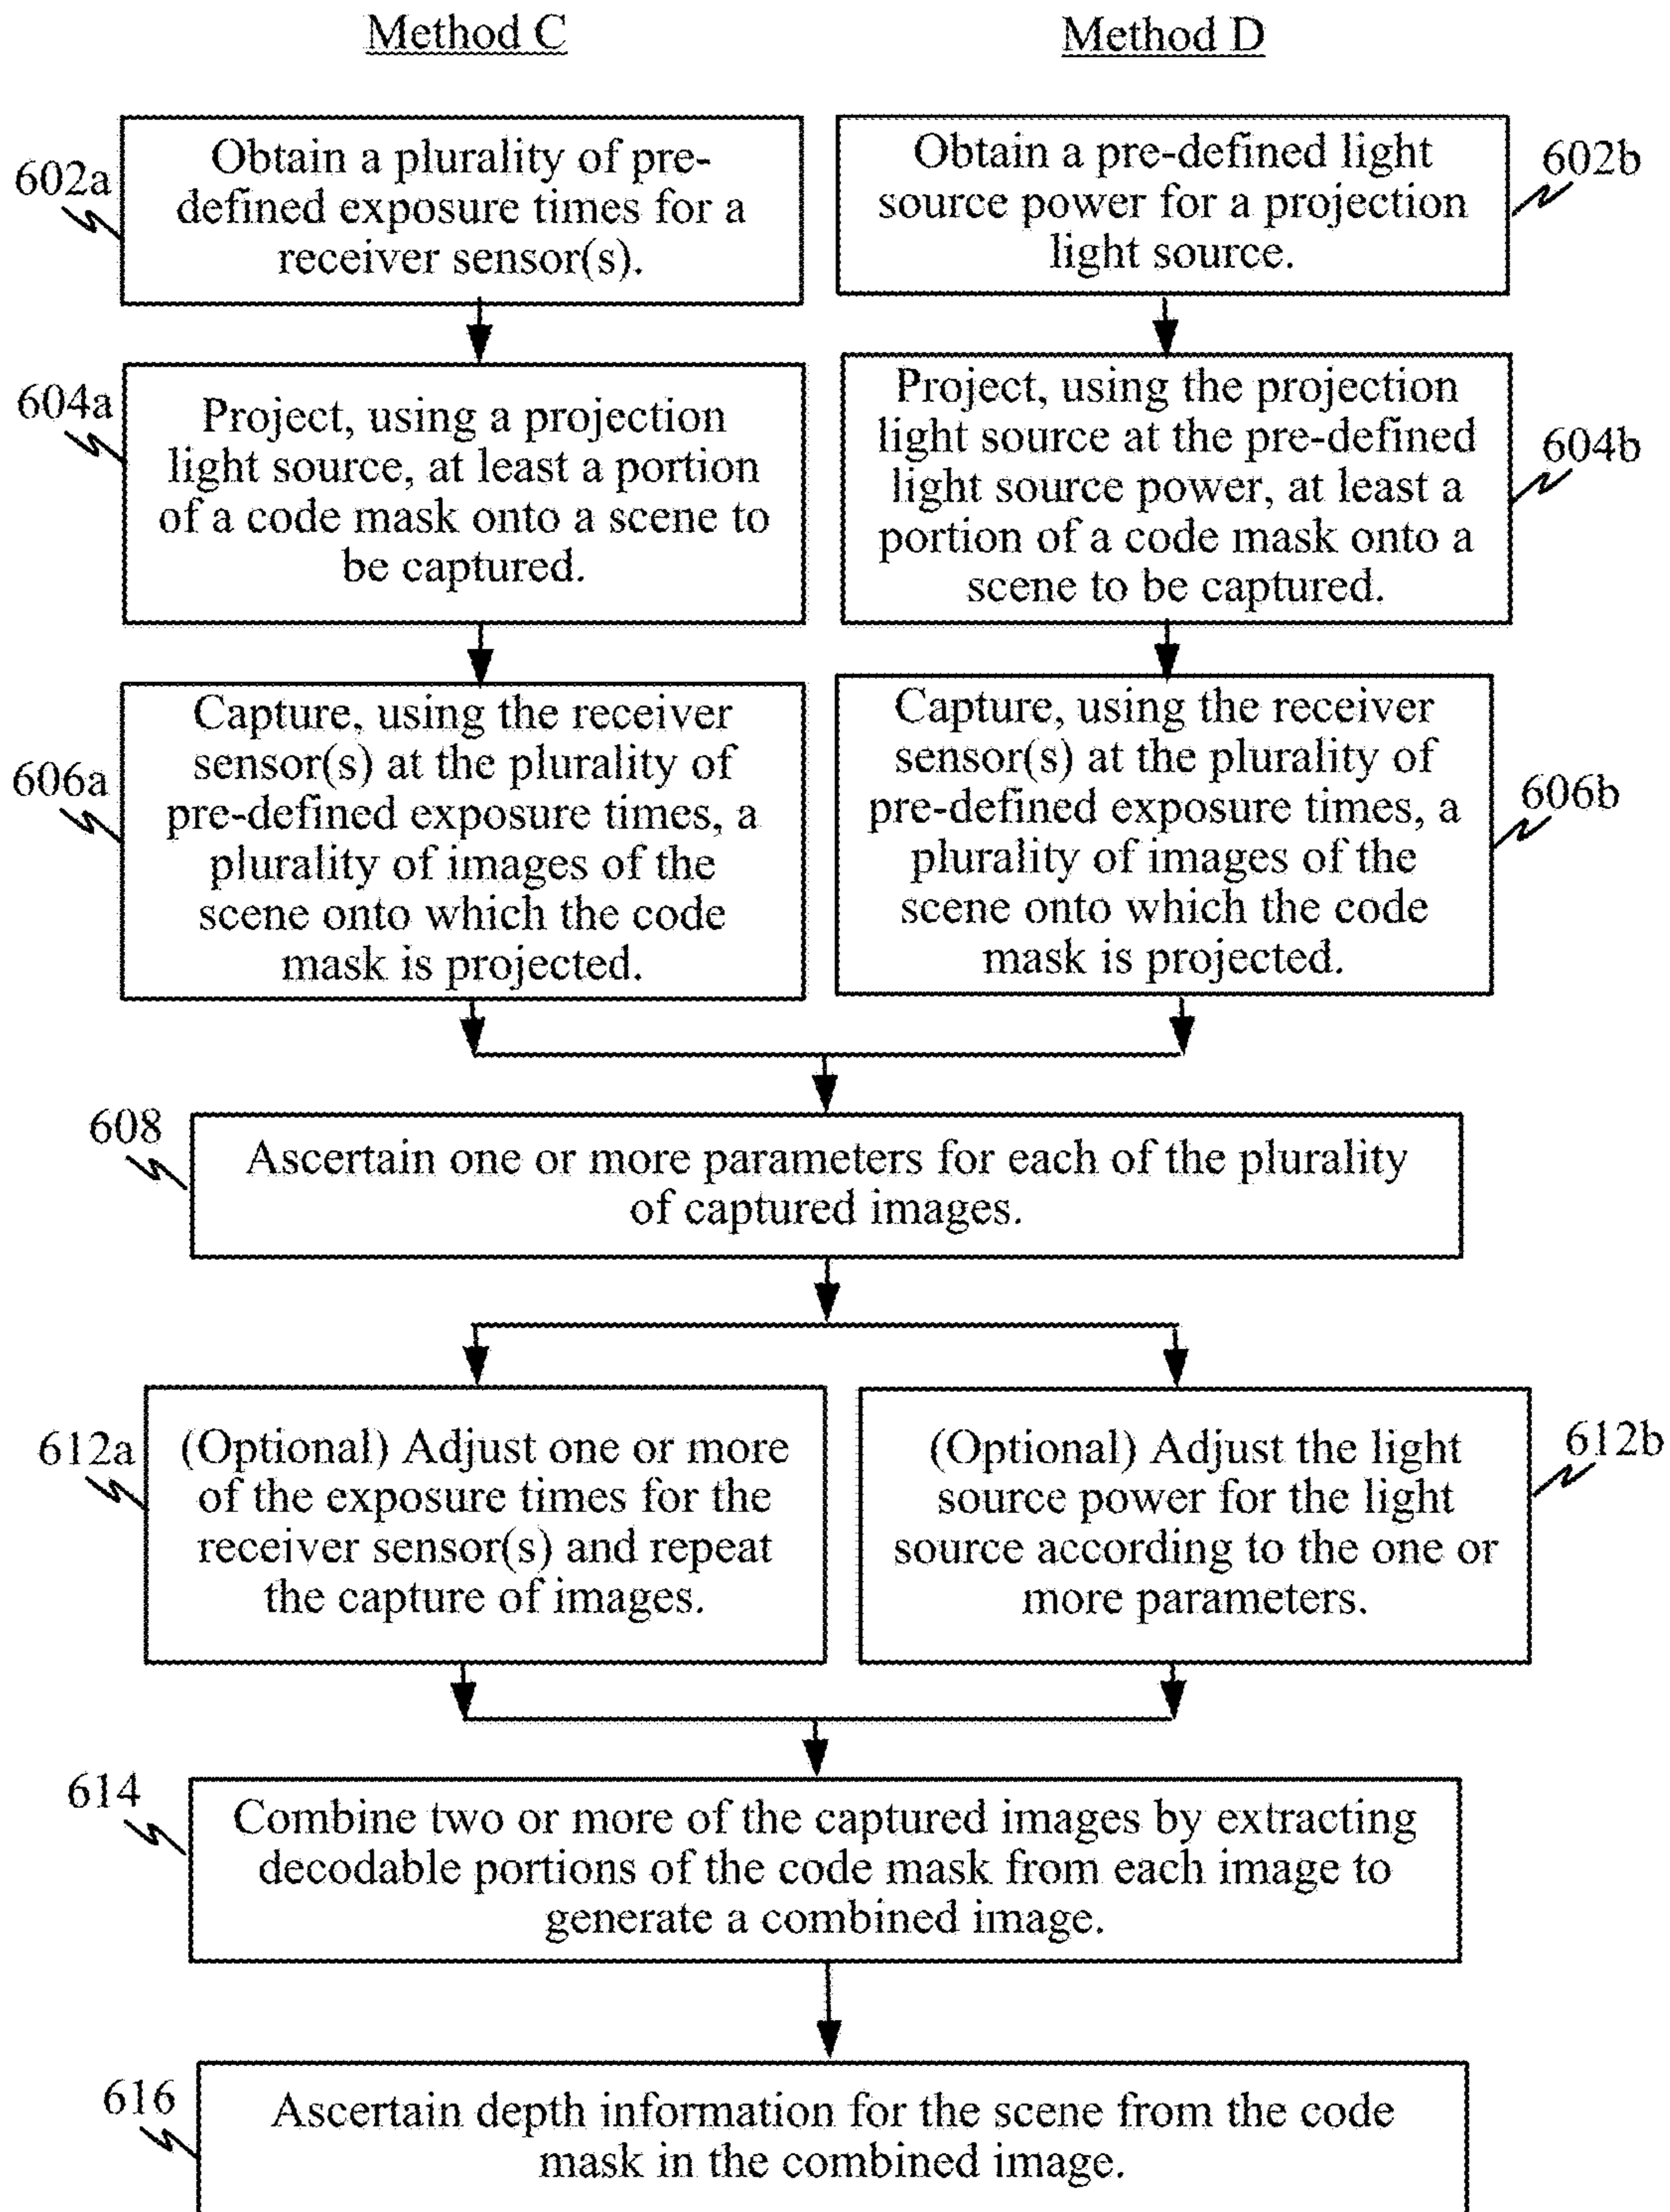 Method C
Method D
602a
Obtain a plurality of pre-
defined exposure times for a
receiver sensor(s).
Obtain a pre-defined light
source power for a projection
light source.
602b
604a
Project, using a projection
light source, at least a portion
of a code mask onto a scene to
be captured.
Project, using the projection
light source at the pre-defined
light source power, at least a
portion of a code mask onto a
scene to be captured.
604b
606a
Capture, using the receiver
sensor(s) at the plurality of
pre-defined exposure times, a
plurality of images of the
scene onto which the code
mask is projected.
Capture, using the receiver
sensor(s) at the plurality of
pre-defined exposure times, a
plurality of images of the
scene onto which the code
mask is projected.
606b
608
Ascertain one or more parameters for each of the plurality
of captured images.
612a
(Optional) Adjust one or more
of the exposure times for the
receiver sensor(s) and repeat
the capture of images.
(Optional) Adjust the light
source power for the light
source according to the one or
more parameters.
612b
614
Combine two or more of the captured images by extracting
decodable portions of the code mask from each image to
generate a combined image.
616
Ascertain depth information for the scene from the code
mask in the combined image.